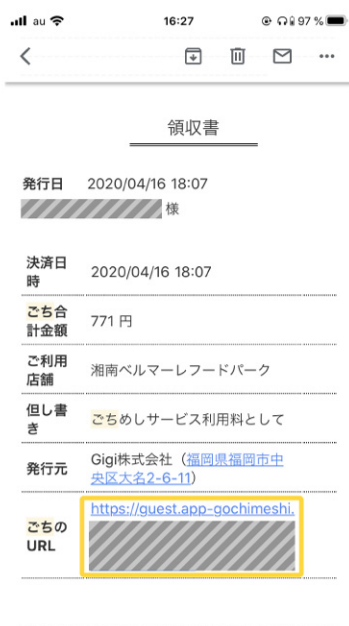 au 16:27 97 %
領収書
発行日 2020/04/16 18:07
様
決済日
時
2020/04/16 18:07
ごち合
計金額
771 円
ご利用
店舗
湘南ベルマーレフードパーク
但し書
き
ごちめしサービス利用料として
発行元
Gigi株式会社（福岡県福岡市中
央区大名2-6-11）
ごちの
URL
https://guest.app-gochimeshi.